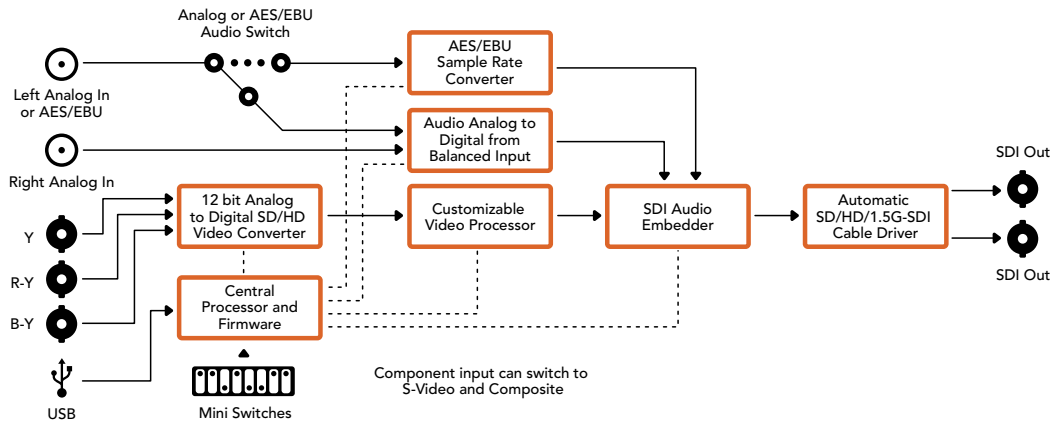 Analog or AES/EBU
Audio Switch
AES/EBU
Sample Rate
Converter
Left Analog In
or AES/EBU
Audio Analog to
Digital from
Balanced Input
Right Analog In
SDI Out
12 bit Analog
to Digital SD/HD
Video Converter
Customizable
Video Processor
SDI Audio
Embedder
Automatic
SD/HD/1.5G-SDI
Cable Driver
Y
R-Y
SDI Out
Central
Processor and
Firmware
B-Y
Component input can switch to
S-Video and Composite
USB
Mini Switches